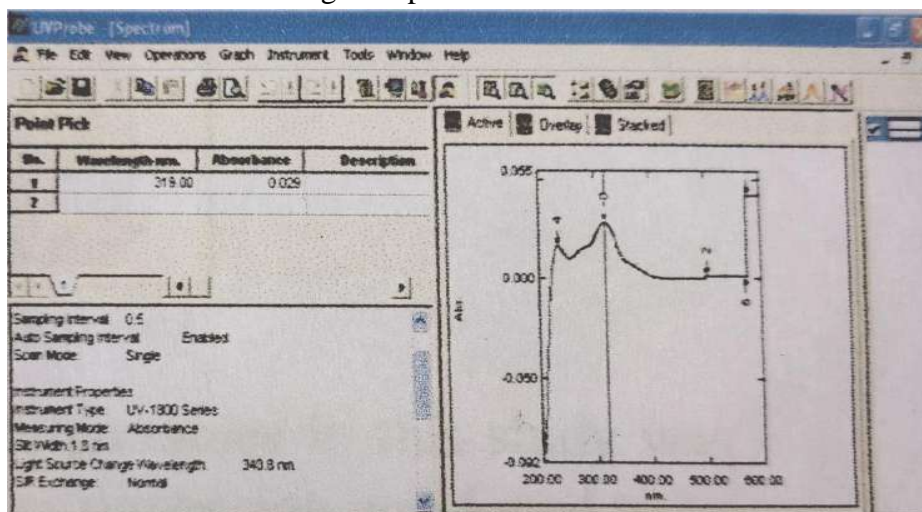 UVProbe [Spectrum]
File Edit View Operations Graph Instrument Tools Window Help
Point Pick
No. Wavelength nm. Absorbance Description
1 319.00 0.029
2
Sampling Interval 0.5
Auto Sampling Interval Enabled
Scan Mode: Single
Instrument Properties
Instrument Type UV-1800 Series
Measuring Mode: Absorbance
Slit Width 1.8 nm
Light Source Change Wavelength: 340.8 nm
S/R Exchange: Normal
Active Overlay Stacked
0.055
0.000
-0.050
-0.092
Abs.
4
2
6
200.00 300.00 400.00 500.00 600.00
nm.